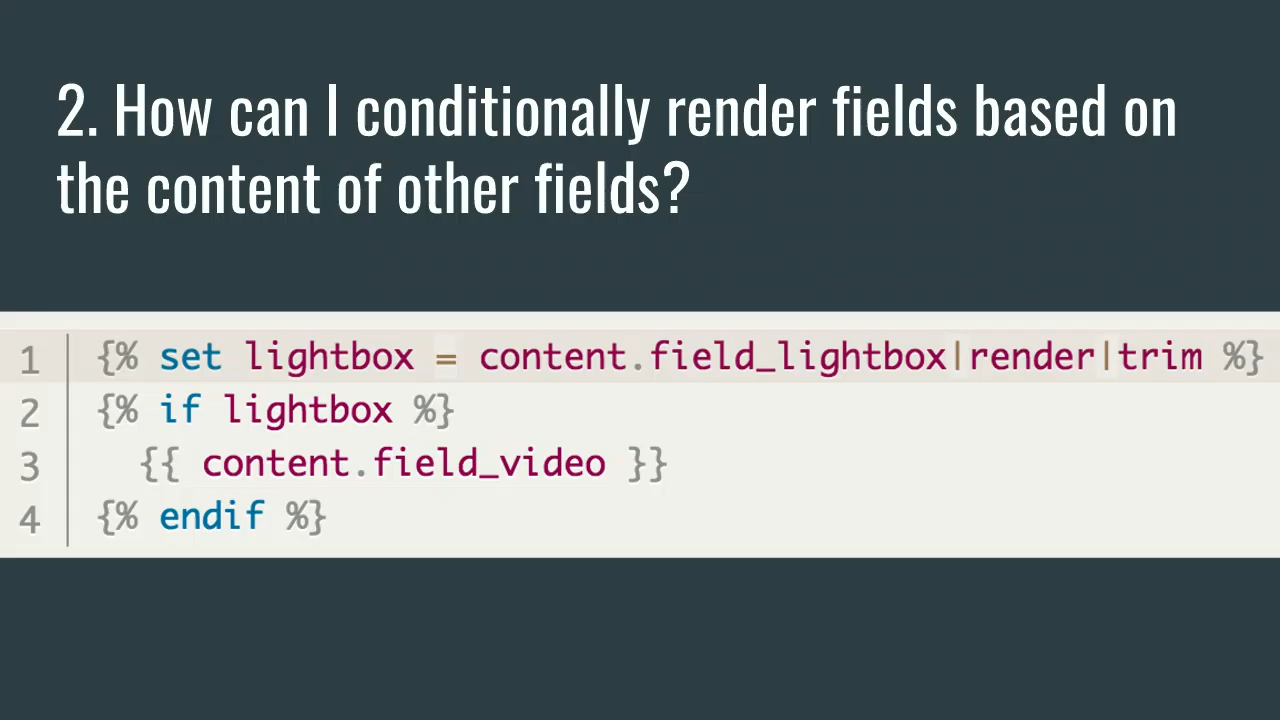 2. How can I conditionally render fields based on
the content of other fields?
1 {% set lightbox = content.field_lightbox|render|trim %}
2 {% if lightbox %}
3 {{ content.field_video }}
4 {% endif %}